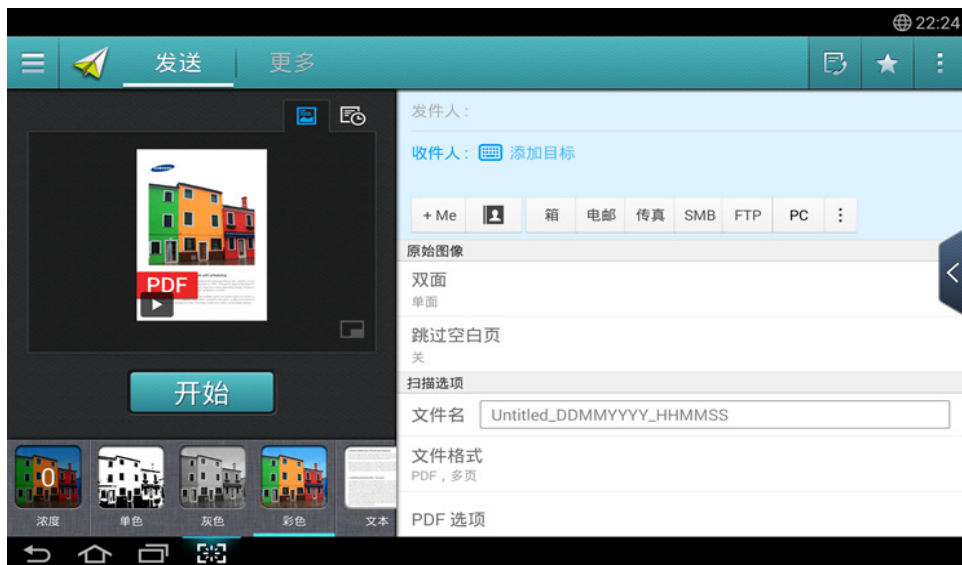 22:24
发送
更多
发件人：
收件人： 添加目标
+ Me 箱 电邮 传真 SMB FTP PC
SAMSUNG
PDF
开始
0
浓度 单色 灰色 彩色 文本
原始图像
双面
单面
跳过空白页
关
扫描选项
文件名 Untitled_DDMMYYYY_HHMMSS
文件格式
PDF，多页
PDF 选项